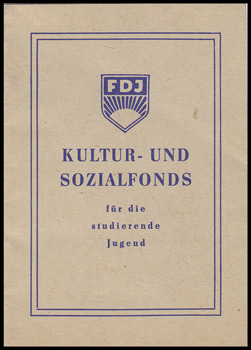 FDJ
KULTUR- UND
SOZIALFONDS
für die
studierende
Jugend